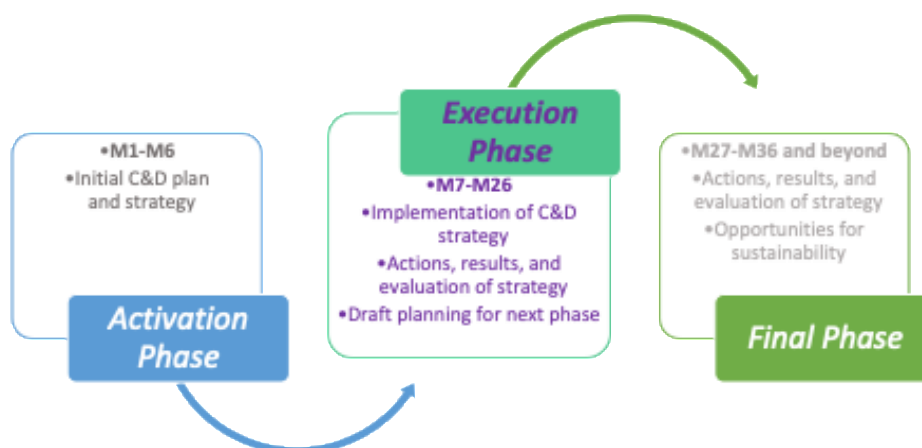 •M1-M6
•Initial C&D plan
and strategy
Activation
Phase
Execution
Phase
•M7-M26
•Implementation of C&D
strategy
•Actions, results, and
evaluation of strategy
•Draft planning for next phase
•M27-M36 and beyond
•Actions, results, and
evaluation of strategy
•Opportunities for
sustainability
Final Phase